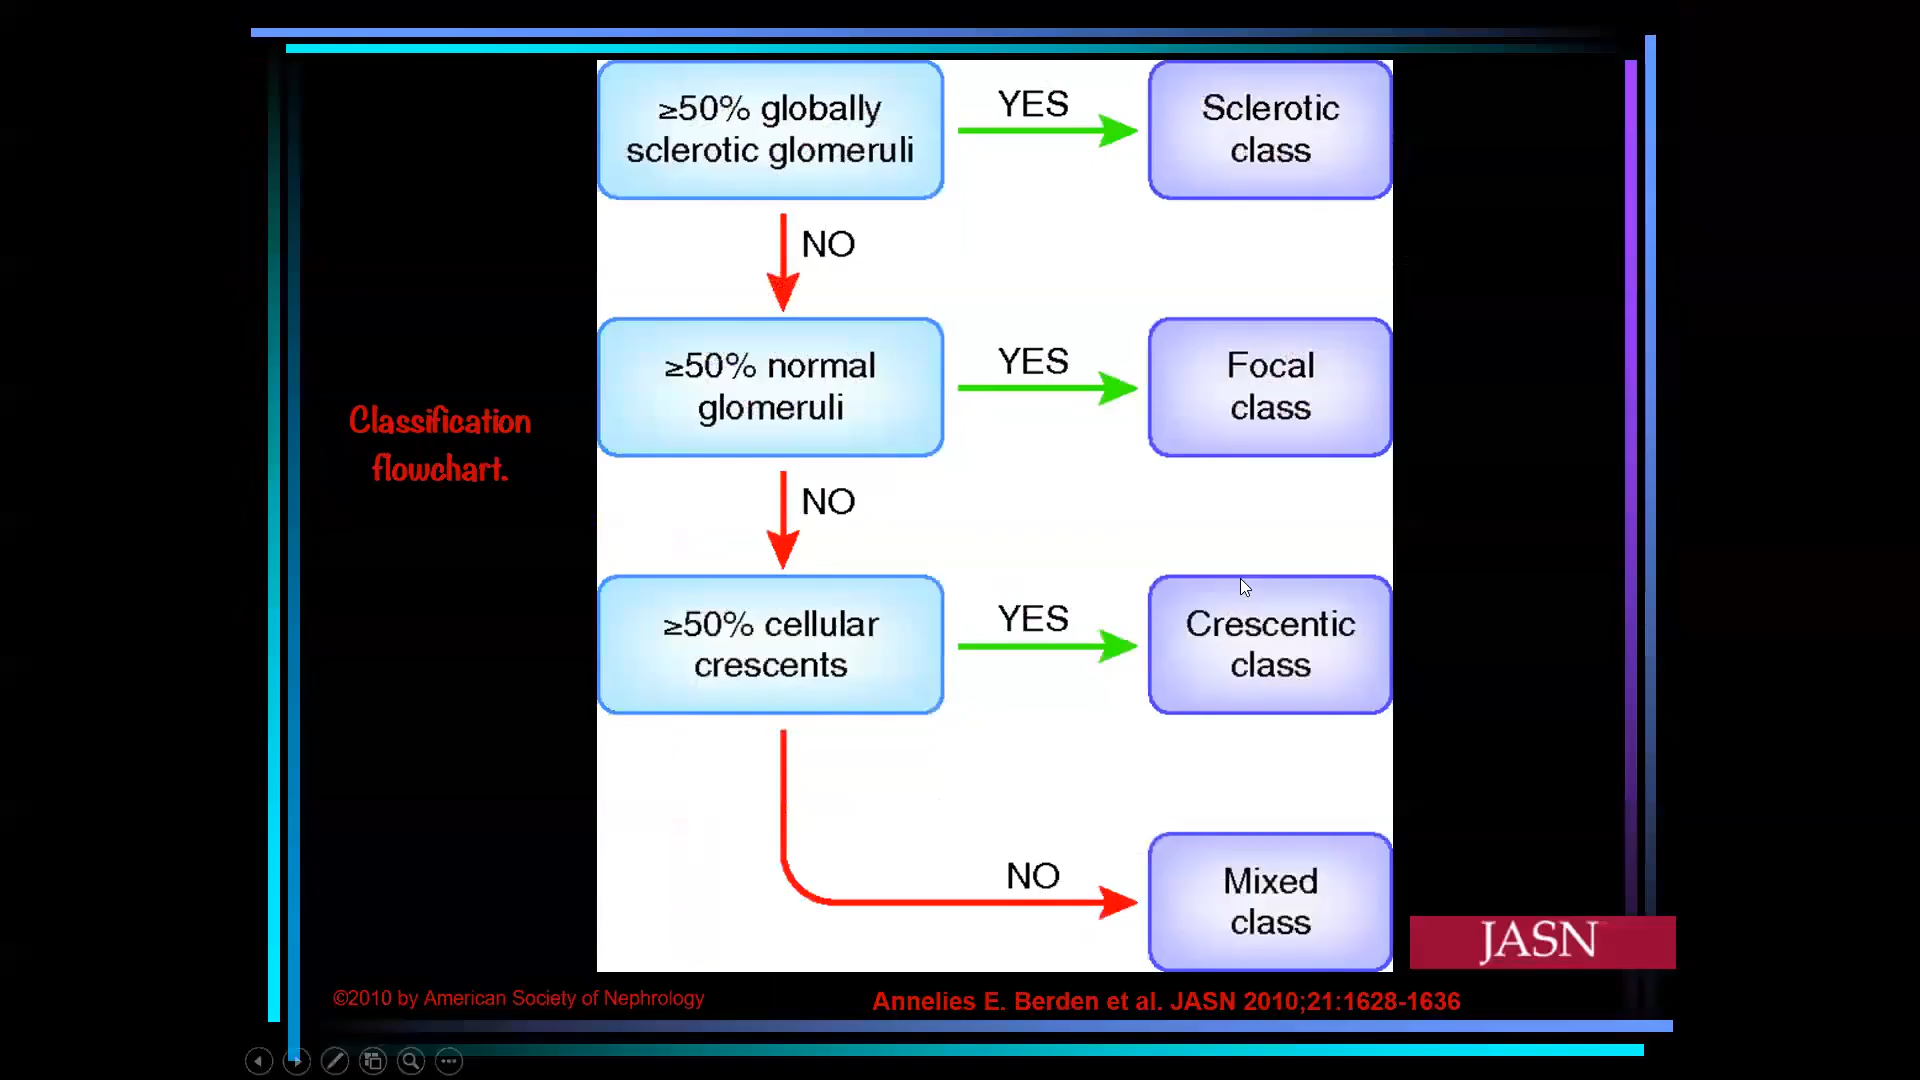 ≥50% globally
sclerotic glomeruli
YES
Sclerotic
class
NO
≥50% normal
glomeruli
YES
Focal
class
Classification
flowchart.
NO
≥50% cellular
crescents
YES
Crescentic
class
NO
Mixed
class
JASN
©2010 by American Society of Nephrology
Annelies E. Berden et al. JASN 2010;21:1628-1636